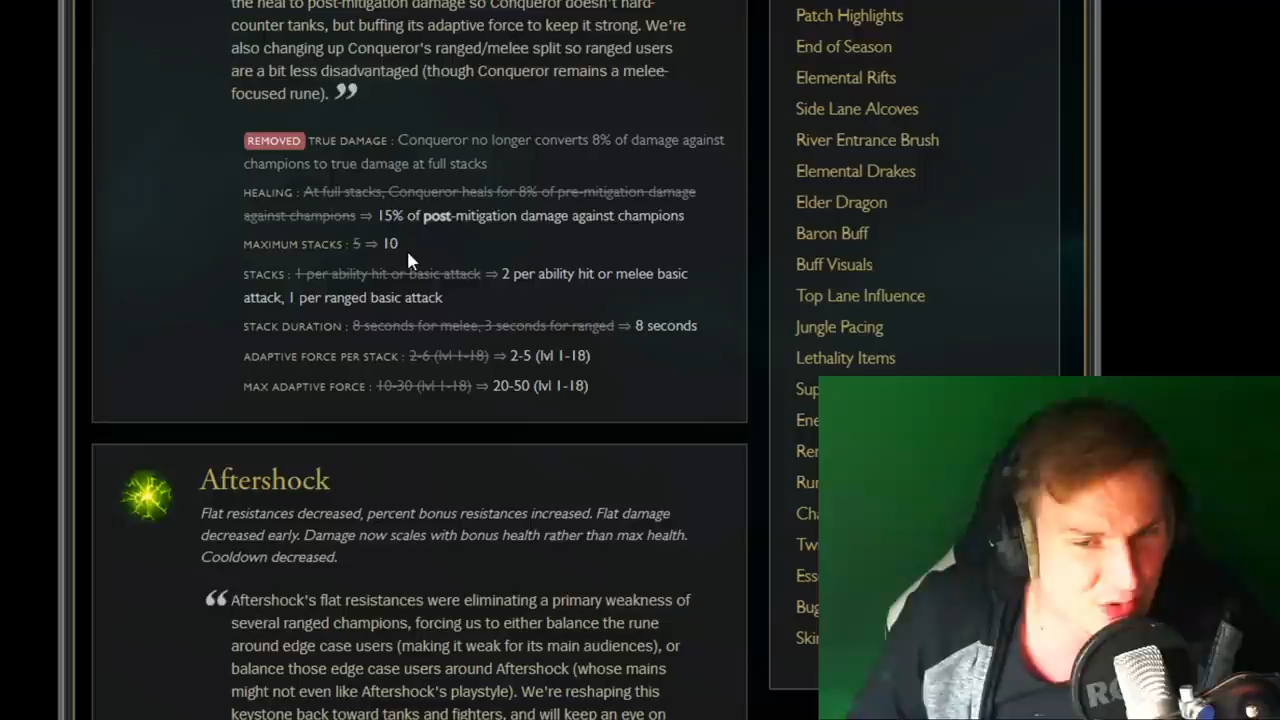 the heal to post-mitigation damage so Conqueror doesn't hard-
counter tanks, but buffing its adaptive force to keep it strong. We're
also changing up Conqueror's ranged/melee split so ranged users
are a bit less disadvantaged (though Conqueror remains a melee-
focused rune). ”
REMOVED TRUE DAMAGE : Conqueror no longer converts 8% of damage against
champions to true damage at full stacks
HEALING : At full stacks, Conqueror heals for 8% of pre-mitigation damage
against champions ⇒ 15% of post-mitigation damage against champions
MAXIMUM STACKS : 5 ⇒ 10
STACKS : 1 per ability hit or basic attack ⇒ 2 per ability hit or melee basic
attack, 1 per ranged basic attack
STACK DURATION : 8 seconds for melee, 3 seconds for ranged ⇒ 8 seconds
ADAPTIVE FORCE PER STACK : 2-6 (lvl 1-18) ⇒ 2-5 (lvl 1-18)
MAX ADAPTIVE FORCE : 10-30 (lvl 1-18) ⇒ 20-50 (lvl 1-18)
Aftershock
Flat resistances decreased, percent bonus resistances increased. Flat damage
decreased early. Damage now scales with bonus health rather than max health.
Cooldown decreased.
“ Aftershock's flat resistances were eliminating a primary weakness of
several ranged champions, forcing us to either balance the rune
around edge case users (making it weak for its main audiences), or
balance those edge case users around Aftershock (whose mains
might not even like Aftershock's playstyle). We're reshaping this
keystone back toward tanks and fighters, and will keep an eye on
Patch Highlights
End of Season
Elemental Rifts
Side Lane Alcoves
River Entrance Brush
Elemental Drakes
Elder Dragon
Baron Buff
Buff Visuals
Top Lane Influence
Jungle Pacing
Lethality Items
Sup
Ene
Rer
Run
Cha
Tw
Ess
Bug
Skin